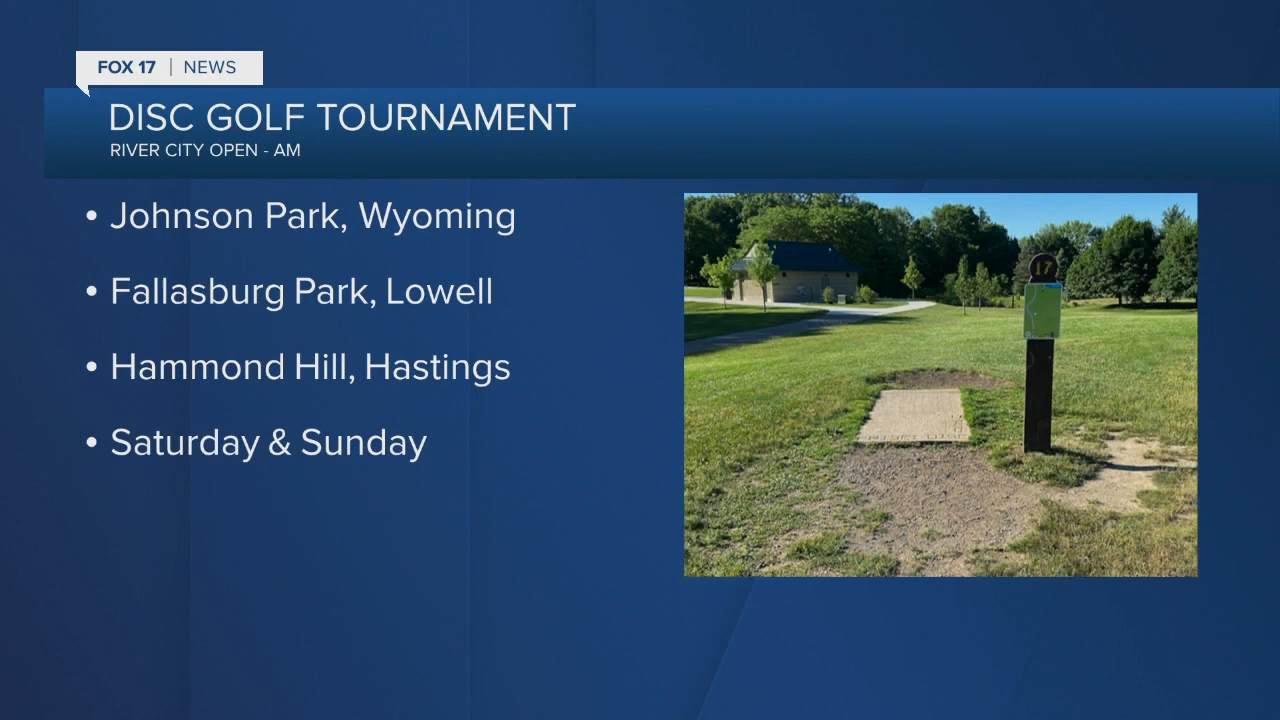 FOX 17 | NEWS
DISC GOLF TOURNAMENT
RIVER CITY OPEN - AM
• Johnson Park, Wyoming
• Fallasburg Park, Lowell
• Hammond Hill, Hastings
• Saturday & Sunday
17